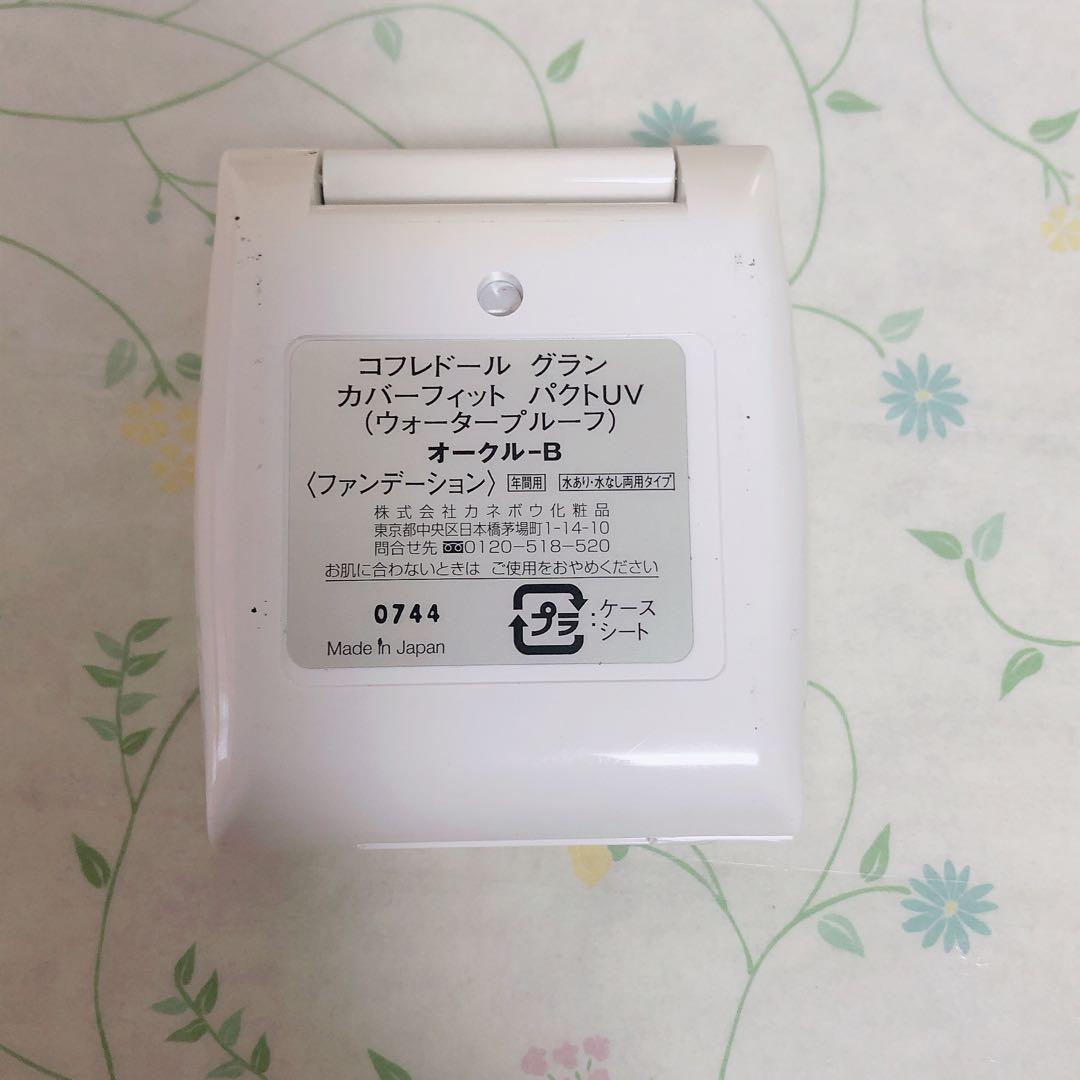 コフレドール グラン
カバーフィット パクトUV
(ウォータープルーフ)
オークル-B
〈ファンデーション〉 年間用 水あり・水なし両用タイプ
株式会社カネボウ化粧品
東京都中央区日本橋茅場町1-14-10
問合せ先 0120-518-520
お肌に合わないときは ご使用をおやめください
0744
プラ :ケース
シート
Made in Japan